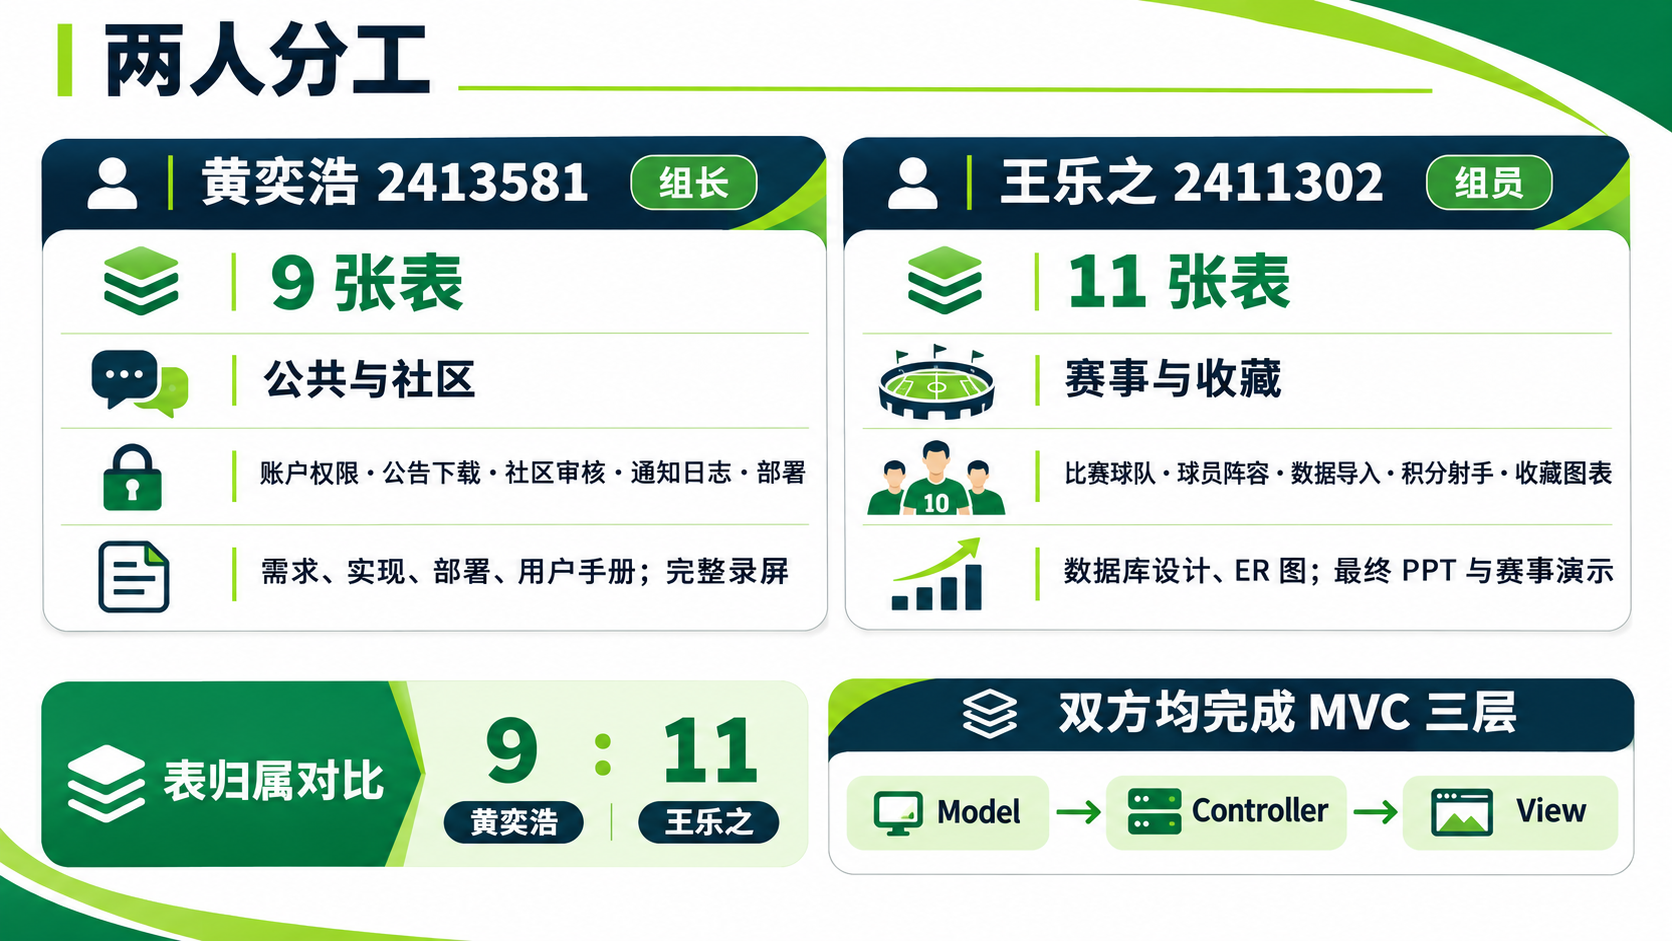 两人分工
黄奕浩 2413581 组长
9 张表
公共与社区
账户权限·公告下载·社区审核·通知日志·部署
需求、实现、部署、用户手册；完整录屏
王乐之 2411302 组员
11 张表
赛事与收藏
10
比赛球队·球员阵容·数据导入·积分射手·收藏图表
数据库设计、ER 图；最终 PPT 与赛事演示
表归属对比
9 : 11
黄奕浩 王乐之
双方均完成 MVC 三层
Model → Controller → View